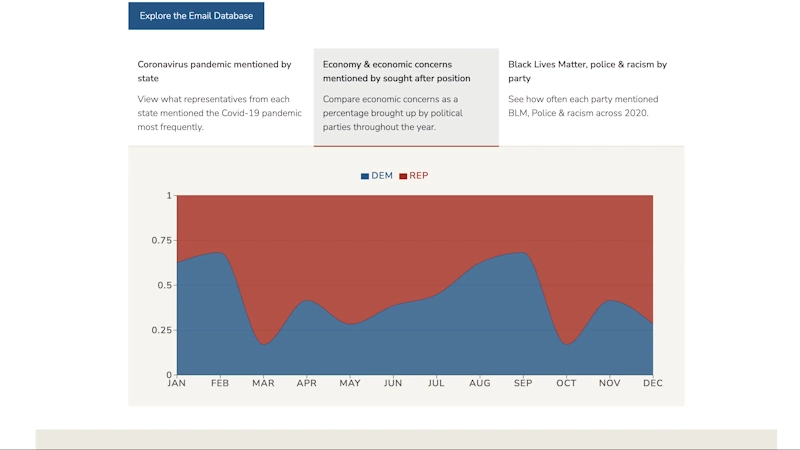 Explore the Email Database
Coronavirus pandemic mentioned by
state
View what representatives from each
state mentioned the Covid-19 pandemic
most frequently.
Economy & economic concerns
mentioned by sought after position
Compare economic concerns as a
percentage brought up by political
parties throughout the year.
Black Lives Matter, police & racism by
party
See how often each party mentioned
BLM, Police & racism across 2020.
DEM REP
1
0.75
0.5
0.25
0
JAN FEB MAR APR MAY JUN JUL AUG SEP OCT NOV DEC